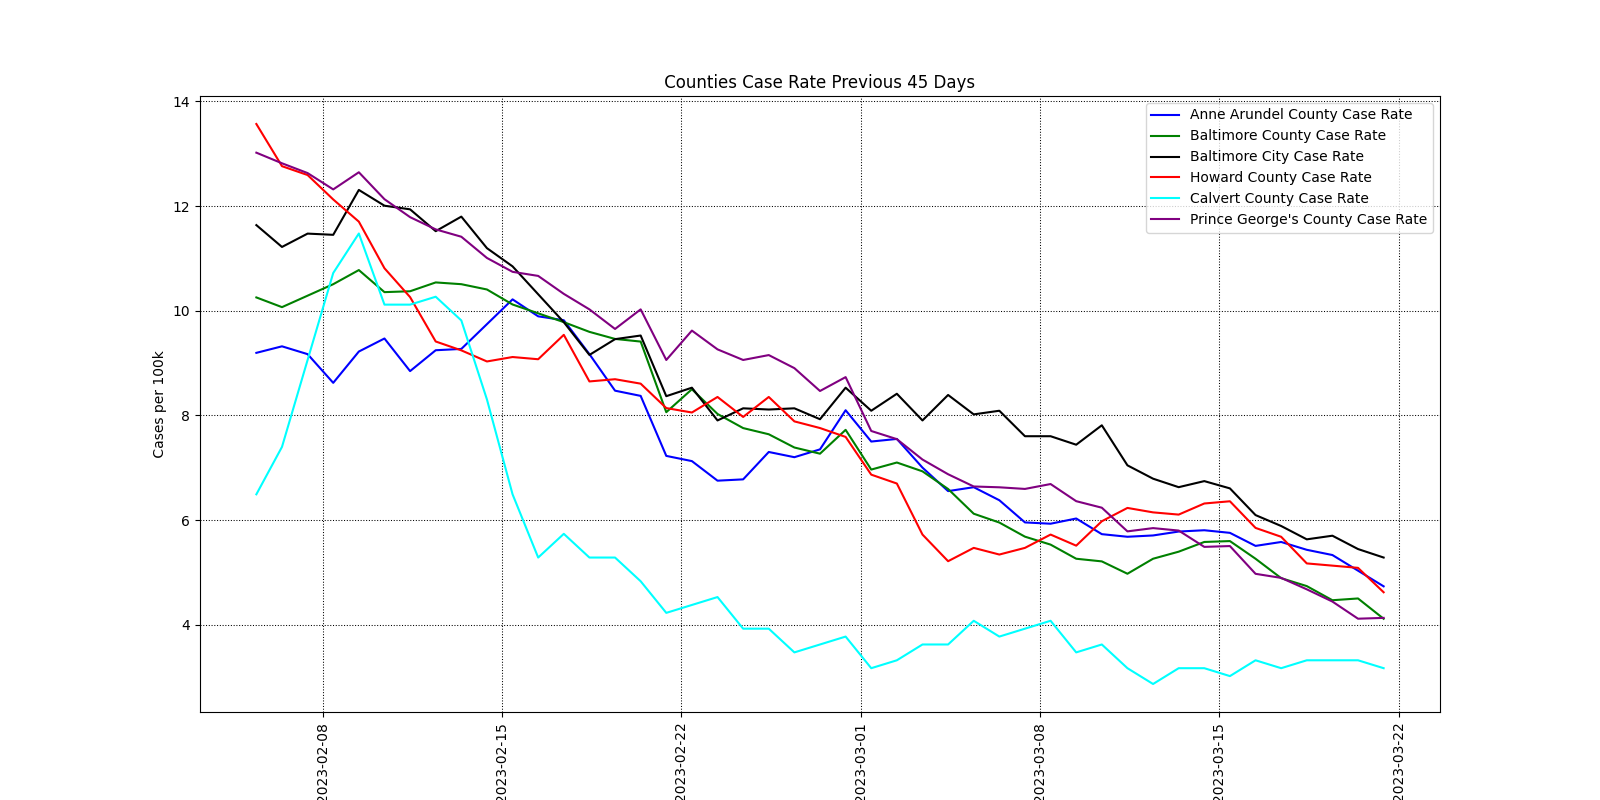 Counties Case Rate Previous 45 Days
Cases per 100k
14
12
10
8
6
4
Anne Arundel County Case Rate
Baltimore County Case Rate
Baltimore City Case Rate
Howard County Case Rate
Calvert County Case Rate
Prince George's County Case Rate
2023-02-08
2023-02-15
2023-02-22
2023-03-01
2023-03-08
2023-03-15
2023-03-22